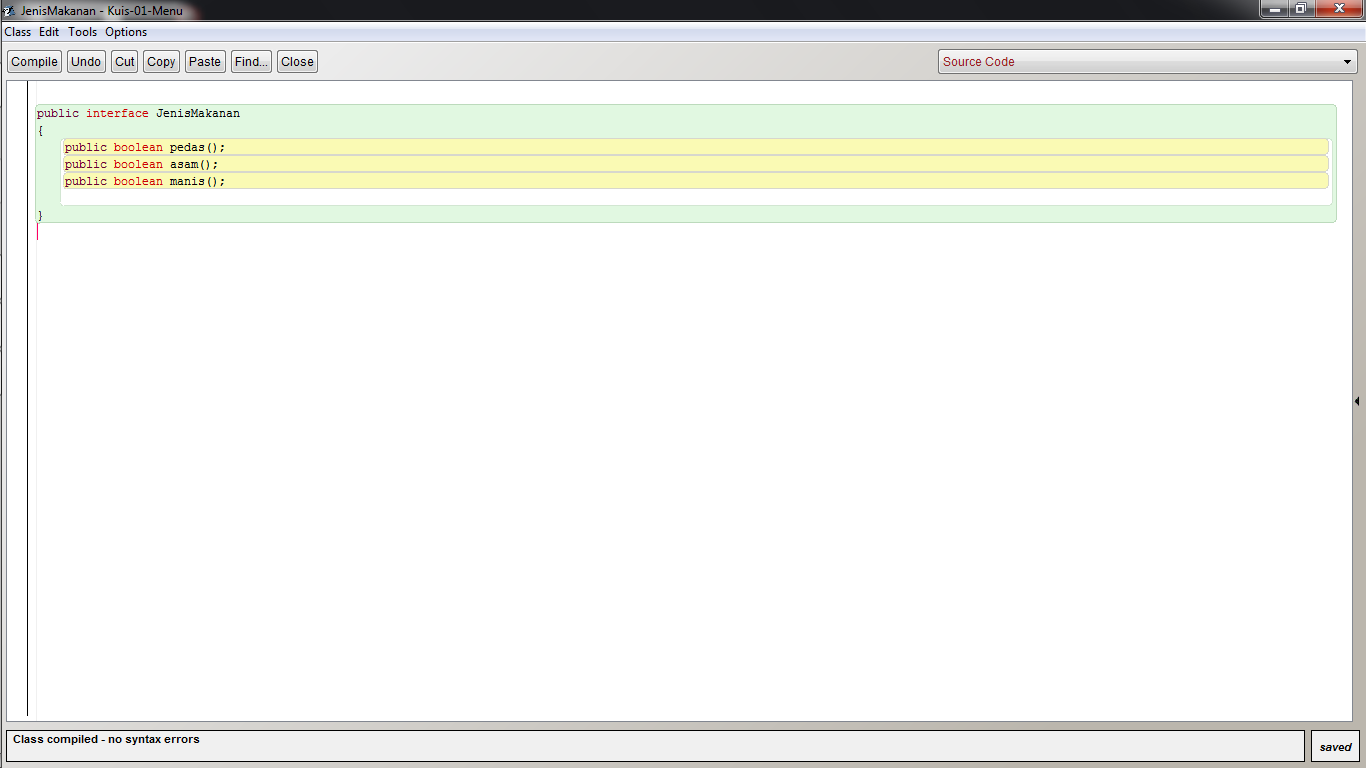 JenisMakanan - Kuis-01-Menu
Class Edit Tools Options
Compile Undo Cut Copy Paste Find... Close Source Code
public interface JenisMakanan
{
public boolean pedas();
public boolean asam();
public boolean manis();
}
Class compiled - no syntax errors
saved